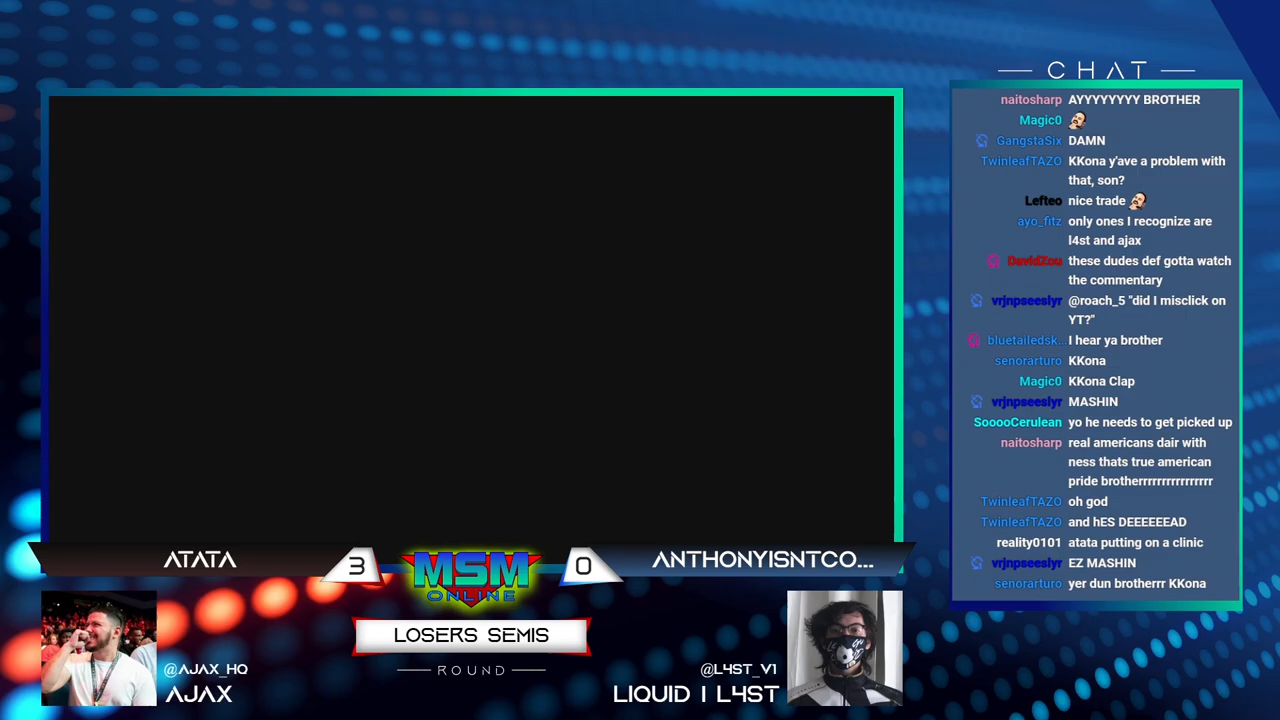 CHAT
naitosharp AYYYYYYYY BROTHER
Magic0
GangstaSix DAMN
TwinleafTAZO KKona y'ave a problem with
that, son?
Lefteo nice trade
ayo_fitz only ones I recognize are
l4st and ajax
DavidZou these dudes def gotta watch
the commentary
vrjnpseeslyr @roach_5 "did I misclick on
YT?"
bluetailedsk... I hear ya brother
senorarturo KKona
Magic0 KKona Clap
vrjnpseeslyr MASHIN
SooooCerulean yo he needs to get picked up
naitosharp real americans dair with
ness thats true american
pride brotherrrrrrrrrrrrrrr
TwinleafTAZO oh god
TwinleafTAZO and hES DEEEEEEAD
reality0101 atata putting on a clinic
vrjnpseeslyr EZ MASHIN
senorarturo yer dun brotherrr KKona
ATATA 3 MSM 0 ANTHONYISNTCO...
ONLINE
LOSERS SEMIS
ROUND
@AJAX_HQ
AJAX
@L4ST_V1
LIQUID | L4ST